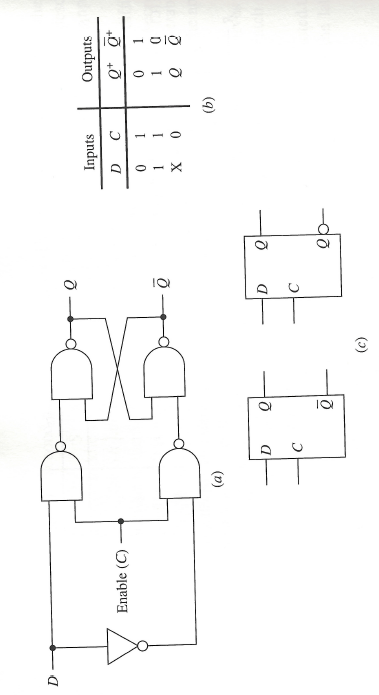 D
Enable (C)
Q
Q̅
(a)
Inputs Outputs
D C Q⁺ Q̅⁺
0 1 0 1
1 1 1 0
X 0 Q Q̅
(b)
D Q
C Q̅
D Q
C Q
(c)